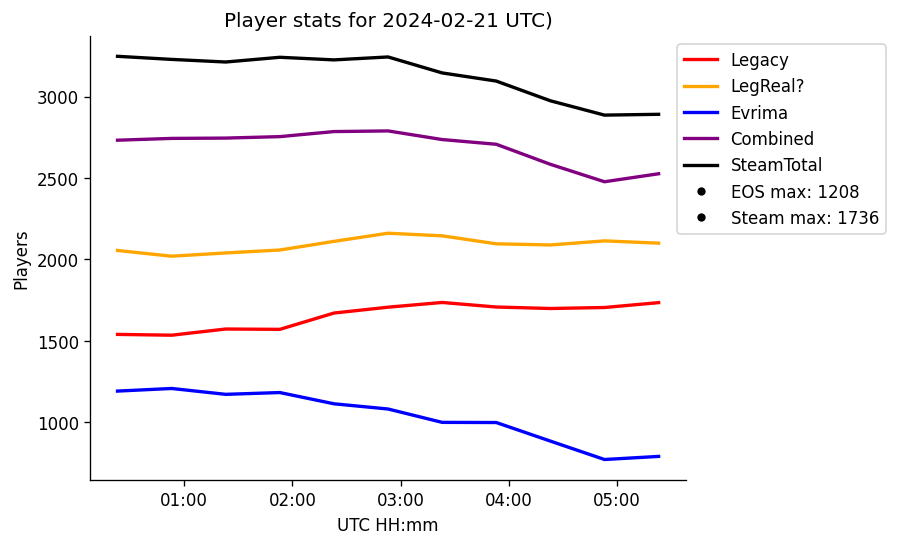 Player stats for 2024-02-21 UTC)
Legacy
LegReal?
Evrima
Combined
SteamTotal
EOS max: 1208
Steam max: 1736
Players
3000
2500
2000
1500
1000
01:00
02:00
03:00
04:00
05:00
UTC HH:mm